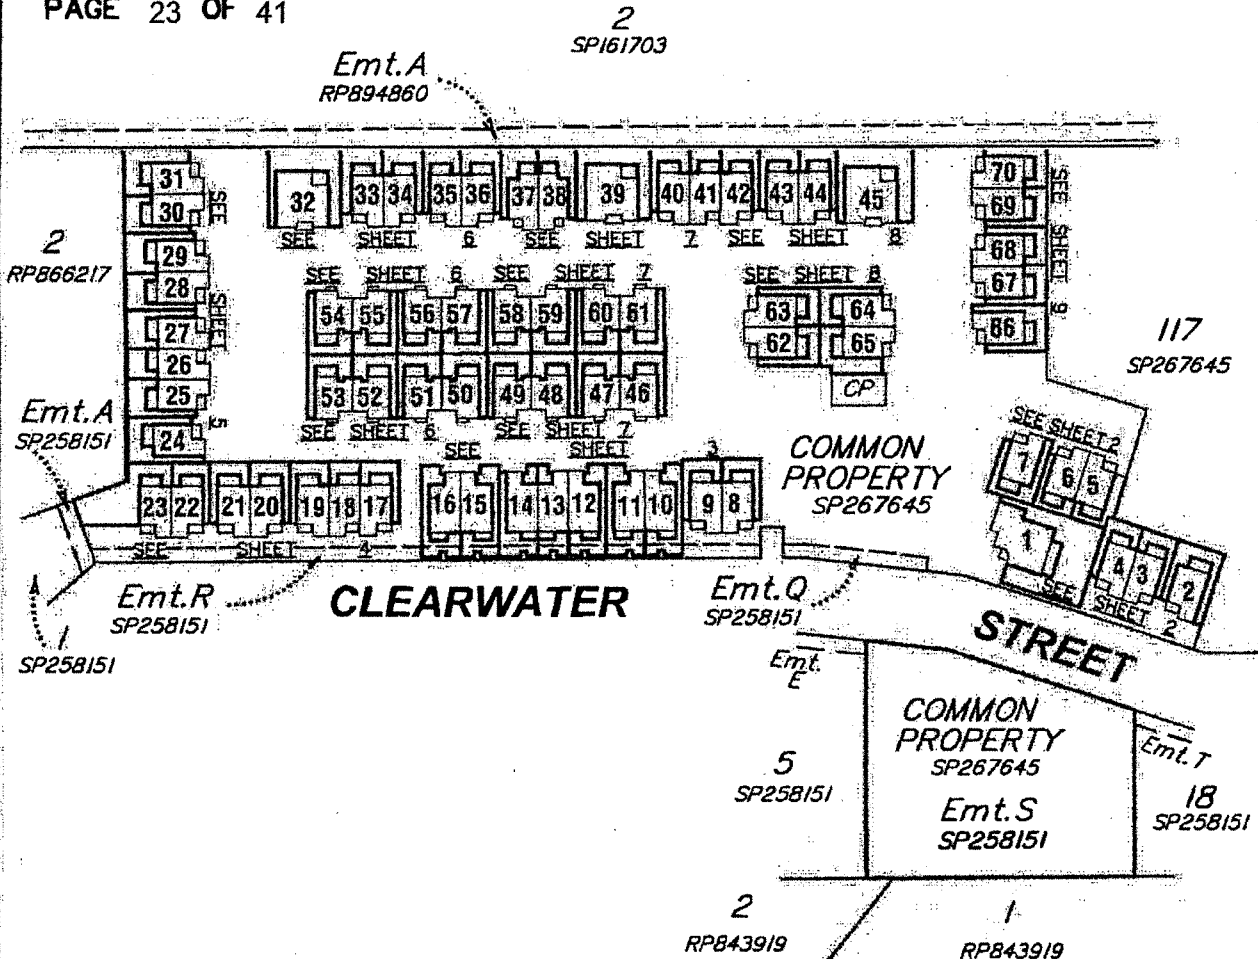 PAGE 23 OF 41
2
SP161703
Emt.A
RP894860
31
30
29
28
27
26
25
24
SEE
SHEET
5
32
33 34
35 36
37 38
39
40 41 42
43 44
45
SEE SHEET 6 SEE SHEET 7 SEE SHEET 8
70
69
68
67
66
SEE
SHEET
9
2
RP866217
SEE SHEET 6 SEE SHEET 7
54 55 56 57 58 59 60 61
53 52 51 50 49 48 47 46
SEE SHEET 6 SEE SHEET 7
SEE SHEET 8
63 64
62 65
CP
117
SP267645
Emt.A
SP258151
SEE SHEET 3
23 22 21 20 19 18 17 16 15 14 13 12 11 10 9 8
SEE SHEET 4
COMMON
PROPERTY
SP267645
SEE SHEET 2
7 6 5
1 4 3 2
SEE SHEET 2
Emt.R
SP258151
CLEARWATER
Emt.Q
SP258151
STREET
1
SP258151
Emt.
E
COMMON
PROPERTY
SP267645
Emt.T
5
SP258151
Emt.S
SP258151
18
SP258151
2
RP843919
1
RP843919